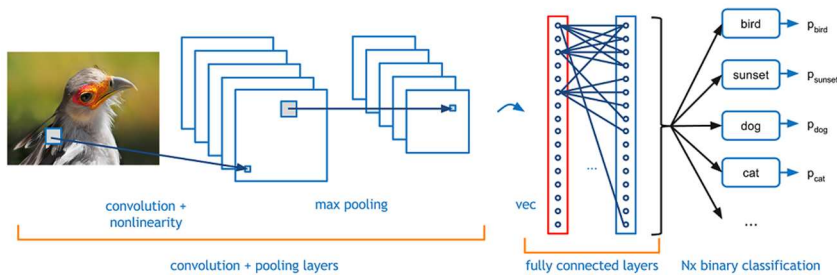 bird
p_bird
sunset
p_sunset
dog
p_dog
cat
p_cat
...
...
convolution +
nonlinearity
max pooling
vec
convolution + pooling layers
fully connected layers
Nx binary classification